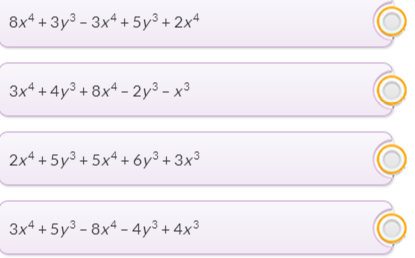 8x⁴ + 3y³ – 3x⁴ + 5y³ + 2x⁴
3x⁴ + 4y³ + 8x⁴ – 2y³ – x³
2x⁴ + 5y³ + 5x⁴ + 6y³ + 3x³
3x⁴ + 5y³ – 8x⁴ – 4y³ + 4x³